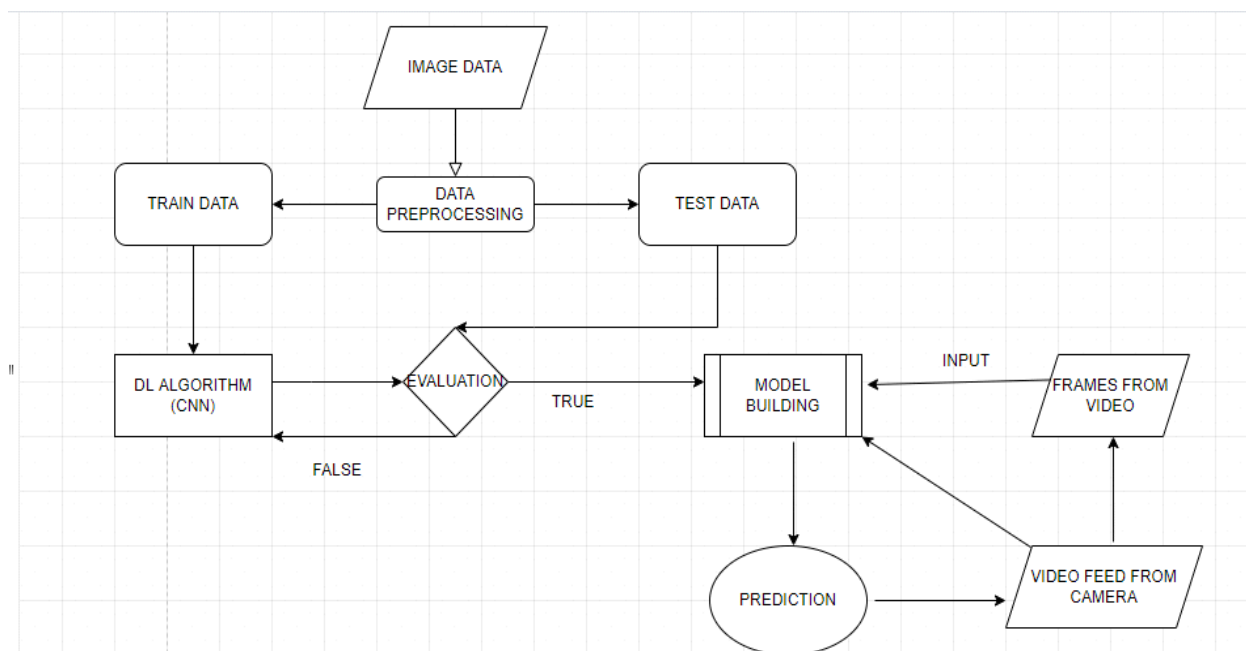 IMAGE DATA
TRAIN DATA
DATA
PREPROCESSING
TEST DATA
DL ALGORITHM
(CNN)
EVALUATION
TRUE
FALSE
MODEL
BUILDING
INPUT
FRAMES FROM
VIDEO
PREDICTION
VIDEO FEED FROM
CAMERA